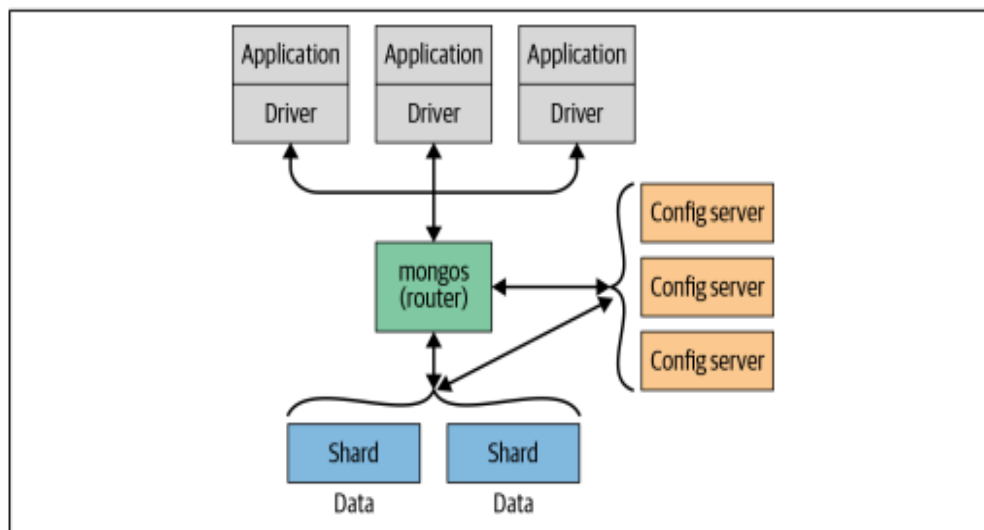 Application
Driver
Application
Driver
Application
Driver
Config server
mongos
(router)
Config server
Config server
Shard
Data
Shard
Data